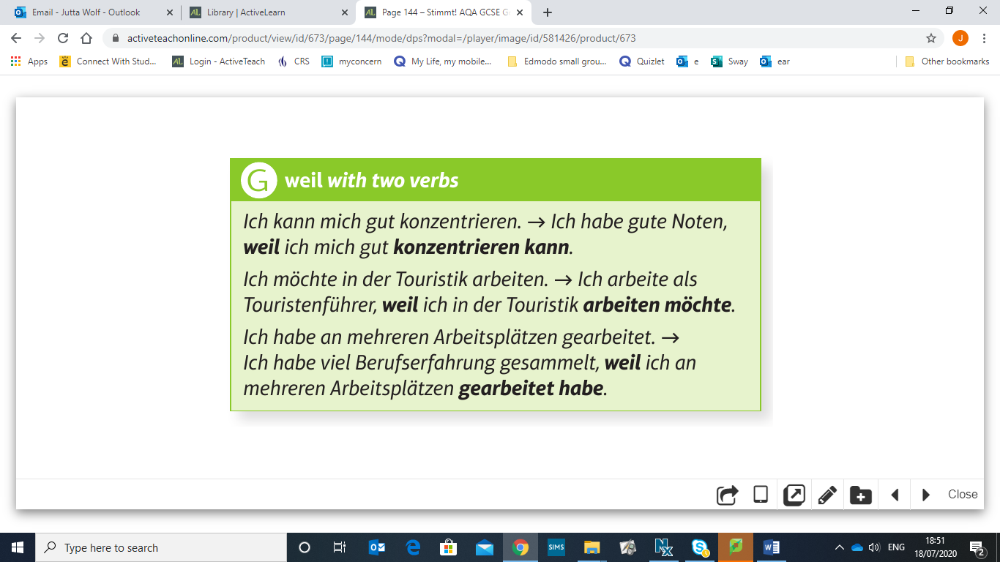 Email - Jutta Wolf - Outlook
Library | ActiveLearn
Page 144 – Stimmt! AQA GCSE G
activeteachonline.com/product/view/id/673/page/144/mode/dps?modal=/player/image/id/581426/product/673
J
Apps
Connect With Stud...
Login - ActiveTeach
CRS
myconcern
My Life, my mobile...
Edmodo small grou...
Quizlet
e
Sway
ear
Other bookmarks
G weil with two verbs
Ich kann mich gut konzentrieren. → Ich habe gute Noten,
weil ich mich gut konzentrieren kann.
Ich möchte in der Touristik arbeiten. → Ich arbeite als
Touristenführer, weil ich in der Touristik arbeiten möchte.
Ich habe an mehreren Arbeitsplätzen gearbeitet. →
Ich habe viel Berufserfahrung gesammelt, weil ich an
mehreren Arbeitsplätzen gearbeitet habe.
Close
Type here to search
SIMS
ENG
18:51
18/07/2020
2